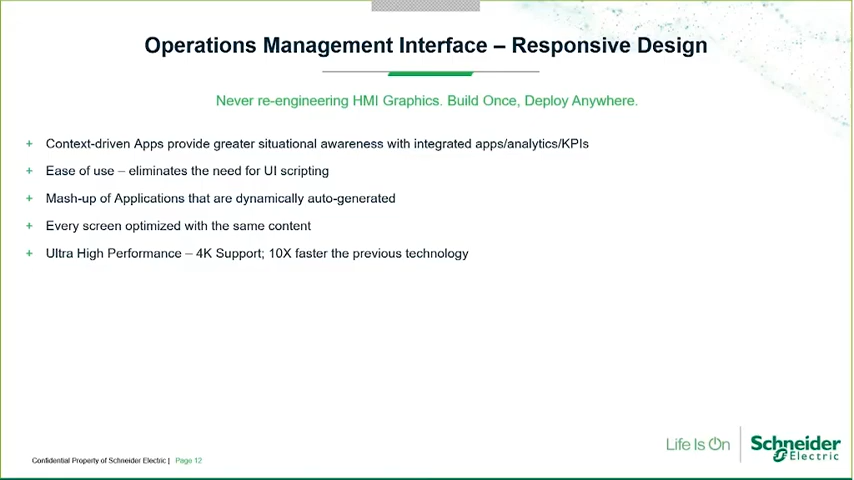 Operations Management Interface – Responsive Design
Never re-engineering HMI Graphics. Build Once, Deploy Anywhere.
+ Context-driven Apps provide greater situational awareness with integrated apps/analytics/KPIs
+ Ease of use – eliminates the need for UI scripting
+ Mash-up of Applications that are dynamically auto-generated
+ Every screen optimized with the same content
+ Ultra High Performance – 4K Support; 10X faster the previous technology
Life Is On
Schneider
Electric
Confidential Property of Schneider Electric | Page 12